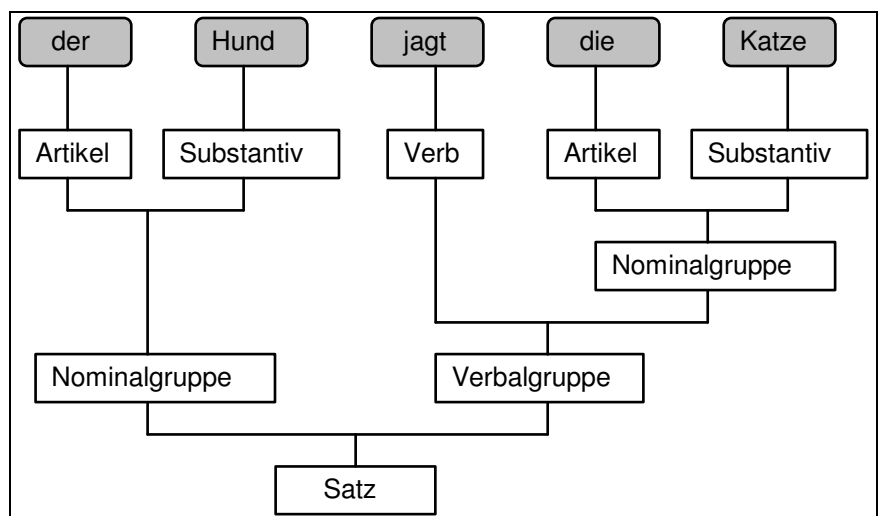 der Hund jagt die Katze
Artikel Substantiv Verb Artikel Substantiv
Nominalgruppe
Nominalgruppe Verbalgruppe
Satz